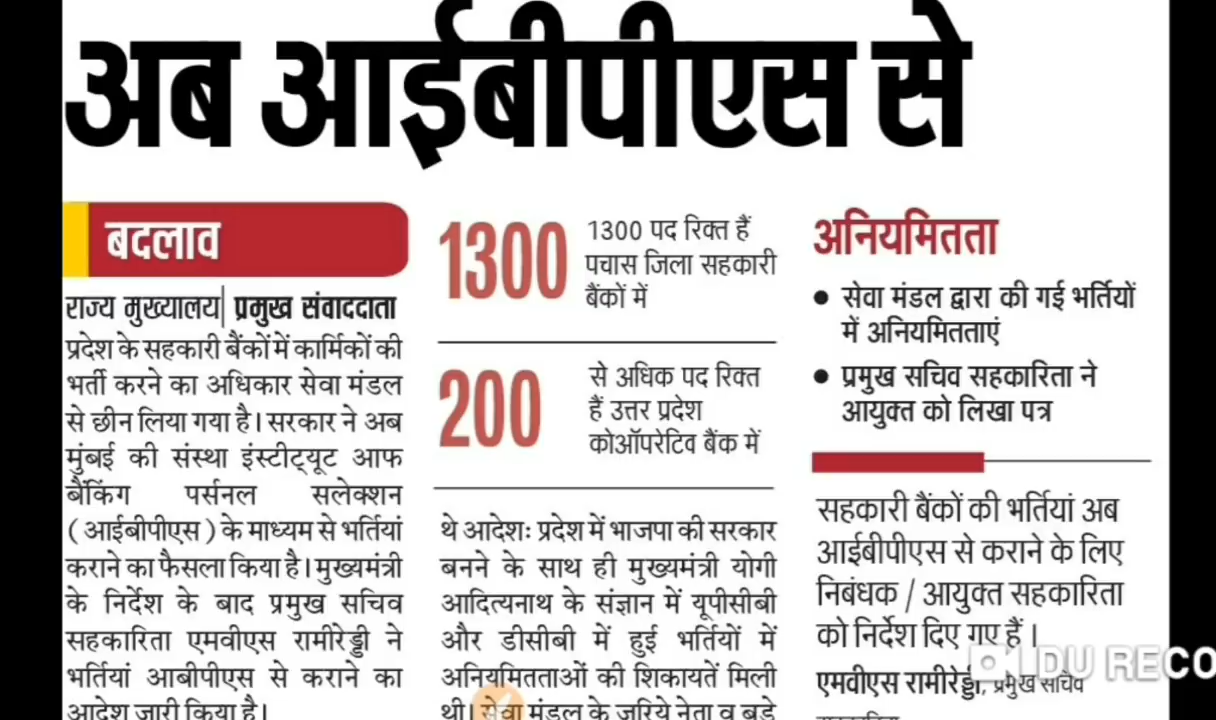 अब आईबीपीएस से
बदलाव
राज्य मुख्यालय| प्रमुख संवाददाता
प्रदेश के सहकारी बैंकों में कार्मिकों की
भर्ती करने का अधिकार सेवा मंडल
से छीन लिया गया है। सरकार ने अब
मुंबई की संस्था इंस्टीट्यूट आफ
बैंकिंग पर्सनल सलेक्शन
(आईबीपीएस) के माध्यम से भर्तियां
कराने का फैसला किया है। मुख्यमंत्री
के निर्देश के बाद प्रमुख सचिव
सहकारिता एमवीएस रामीरेड्डी ने
भर्तियां आबीपीएस से कराने का
आदेश जारी किया है।
1300
1300 पद रिक्त हैं
पचास जिला सहकारी
बैंकों में
200
से अधिक पद रिक्त
हैं उत्तर प्रदेश
कोऑपरेटिव बैंक में
थे आदेशः प्रदेश में भाजपा की सरकार
बनने के साथ ही मुख्यमंत्री योगी
आदित्यनाथ के संज्ञान में यूपीसीबी
और डीसीबी में हुई भर्तियों में
अनियमितताओं की शिकायतें मिली
थी। सेवा मंडल के जरिये नेता व बड़े
अनियमितता
● सेवा मंडल द्वारा की गई भर्तियों
में अनियमितताएं
● प्रमुख सचिव सहकारिता ने
आयुक्त को लिखा पत्र
सहकारी बैंकों की भर्तियां अब
आईबीपीएस से कराने के लिए
निबंधक / आयुक्त सहकारिता
को निर्देश दिए गए हैं।
एमवीएस रामीरेड्डी, प्रमुख सचिव
DU RECO